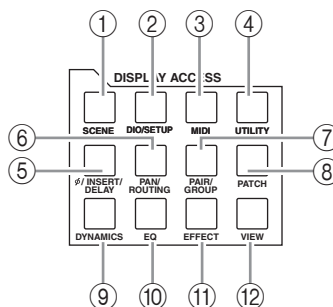 ① ② ③ ④
DISPLAY ACCESS
SCENE DIO/SETUP MIDI UTILITY
⑥ ⑦
⑤ ⑧
ø/INSERT/ PAN/ PAIR/ PATCH
DELAY ROUTING GROUP
DYNAMICS EQ EFFECT VIEW
⑨ ⑩ ⑪ ⑫